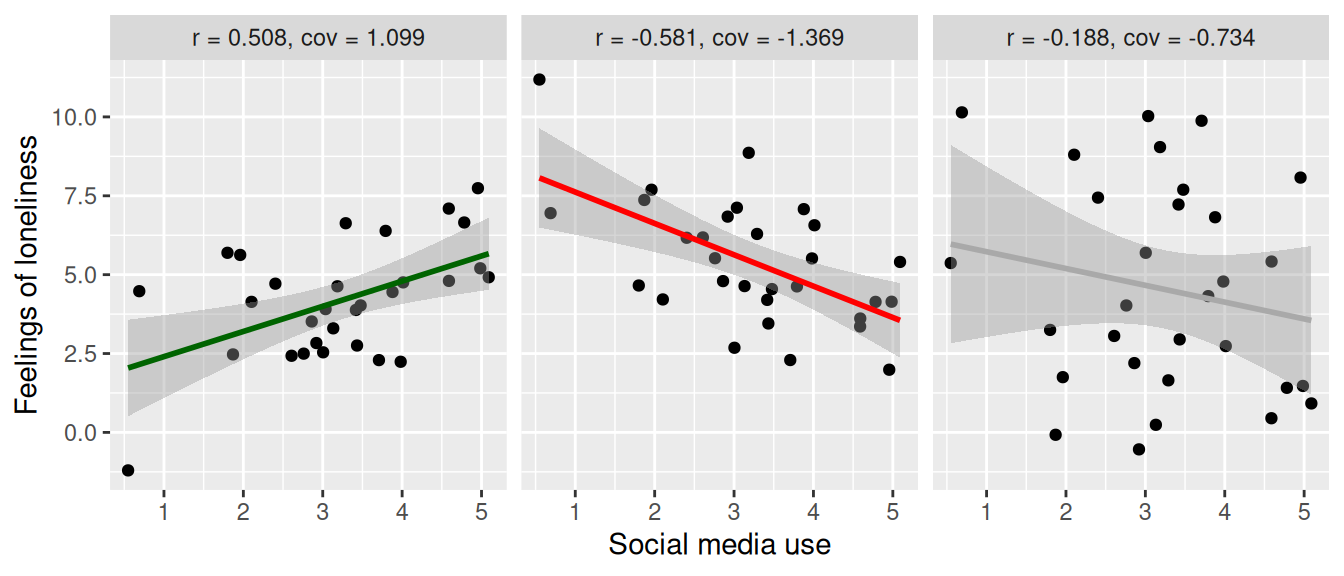 r = 0.508, cov = 1.099
r = -0.581, cov = -1.369
r = -0.188, cov = -0.734
Feelings of loneliness
10.0
7.5
5.0
2.5
0.0
1 2 3 4 5
1 2 3 4 5
1 2 3 4 5
Social media use